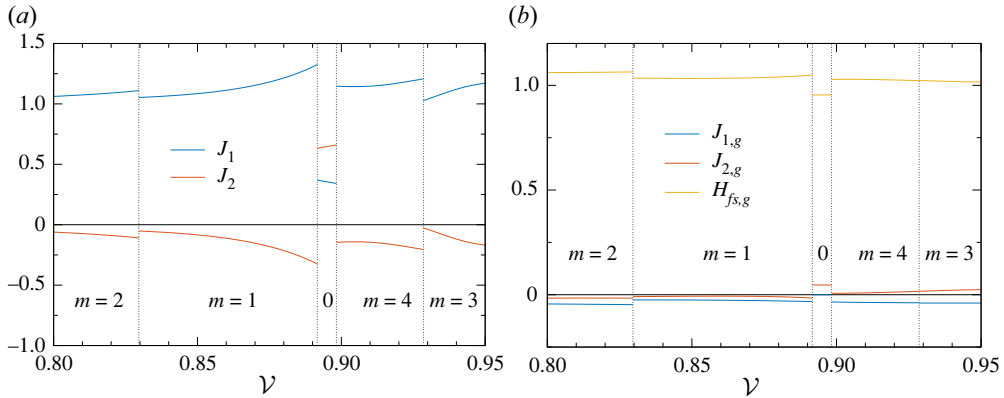 (a)
1.5
1.0
0.5
0
–0.5
–1.0
J1
J2
m = 2
m = 1
0
m = 4
m = 3
0.80
0.85
0.90
0.95
𝒱
(b)
1.0
0.5
0
J1,g
J2,g
Hfs,g
m = 2
m = 1
0
m = 4
m = 3
0.80
0.85
0.90
0.95
𝒱